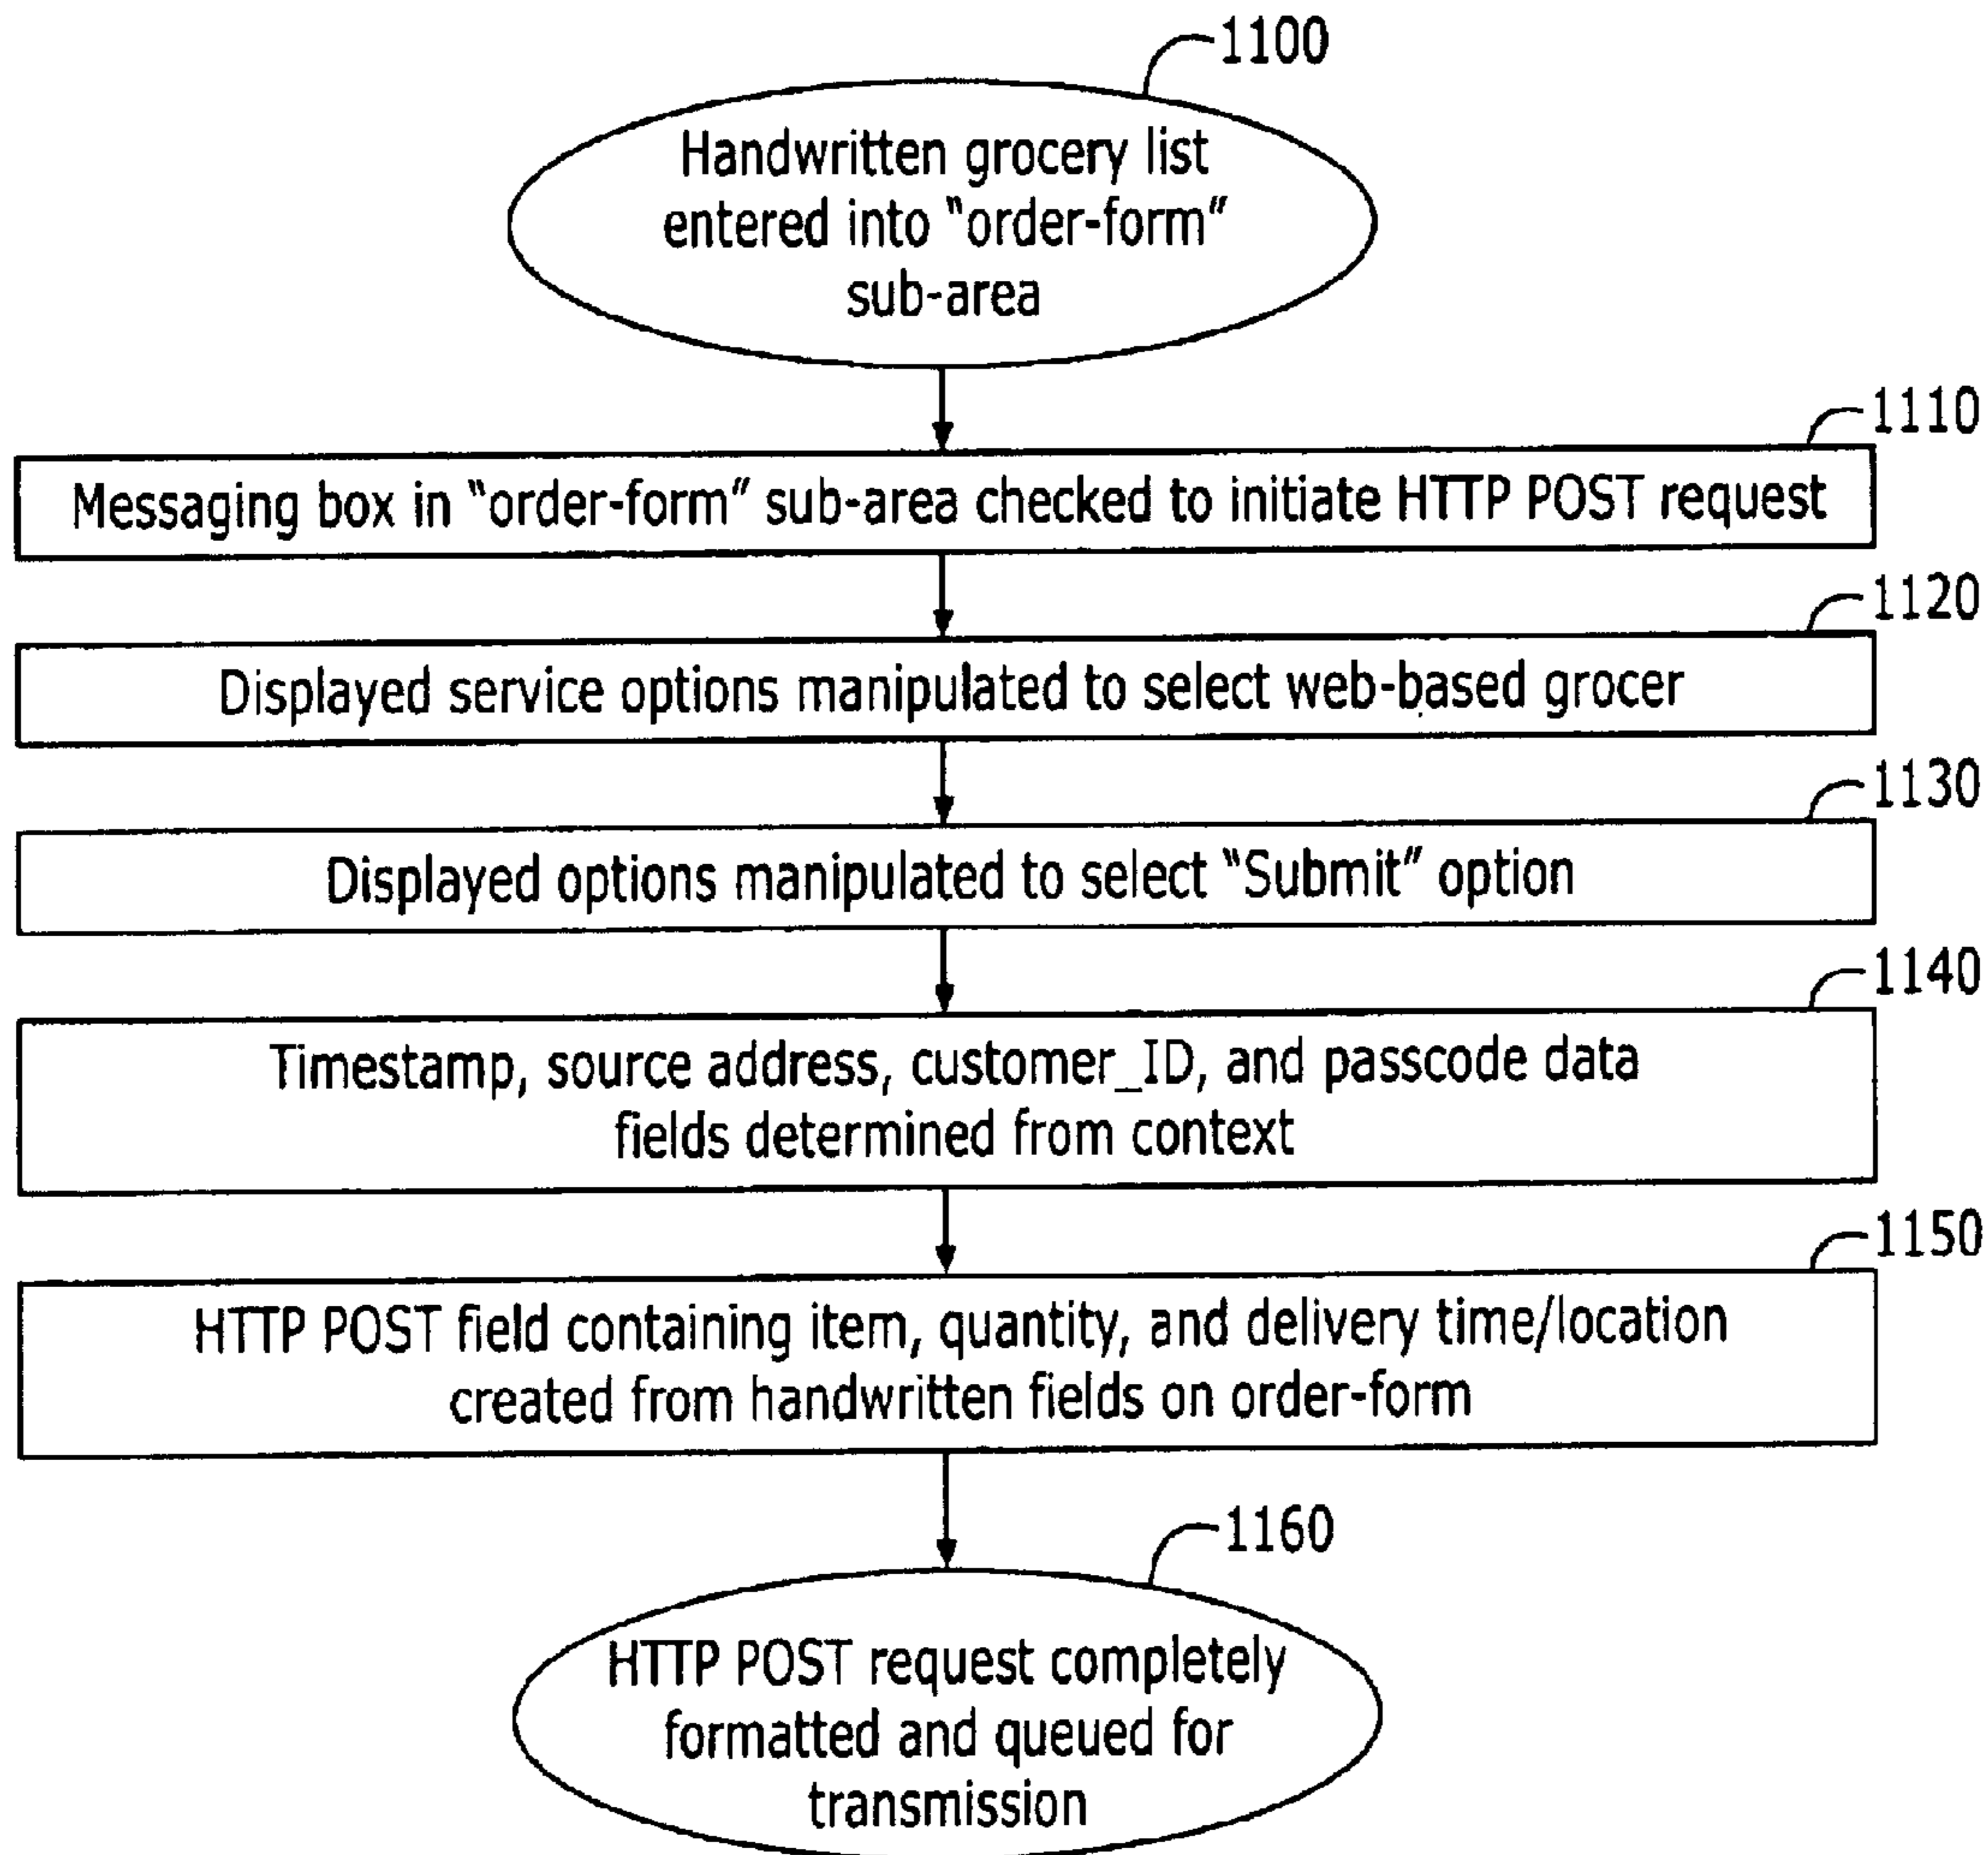 1100
Handwritten grocery list
entered into “order-form”
sub-area
1110
Messaging box in “order-form” sub-area checked to initiate HTTP POST request
1120
Displayed service options manipulated to select web-based grocer
1130
Displayed options manipulated to select “Submit” option
1140
Timestamp, source address, customer_ID, and passcode data
fields determined from context
1150
HTTP POST field containing item, quantity, and delivery time/location
created from handwritten fields on order-form
1160
HTTP POST request completely
formatted and queued for
transmission